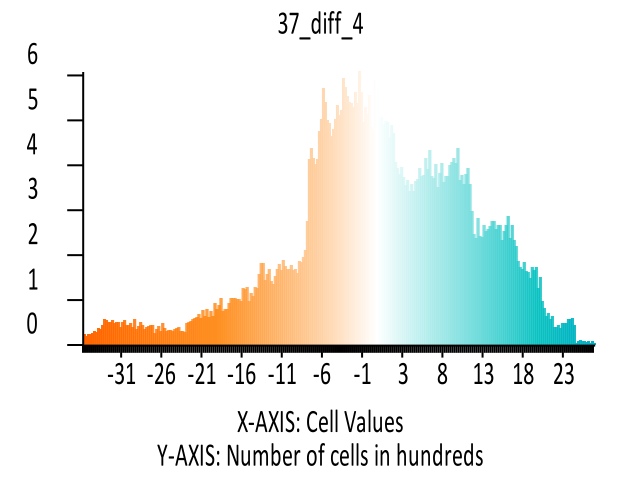 37_diff_4
6
5
4
3
2
1
0
-31 -26 -21 -16 -11 -6 -1 3 8 13 18 23
X-AXIS: Cell Values
Y-AXIS: Number of cells in hundreds